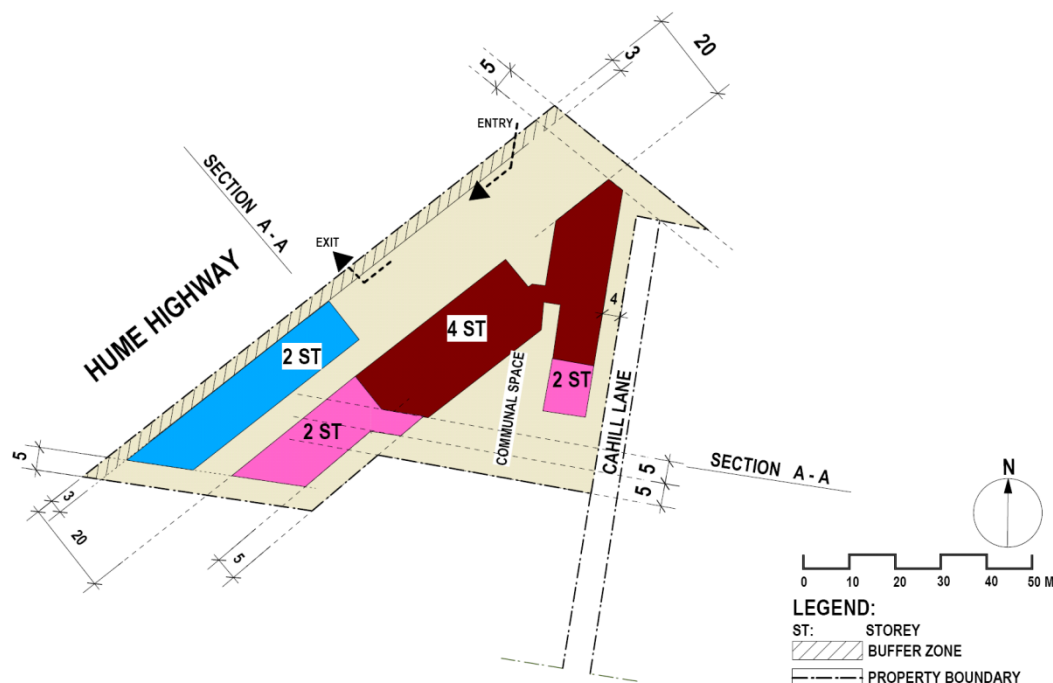 20
3
5
ENTRY
SECTION A - A
EXIT
HUME HIGHWAY
4
4 ST
2 ST
2 ST
2 ST
COMMUNAL SPACE
CAHILL LANE
5
5
5
SECTION A - A
3
20
5
N
0 10 20 30 40 50 M
LEGEND:
ST: STOREY
BUFFER ZONE
PROPERTY BOUNDARY